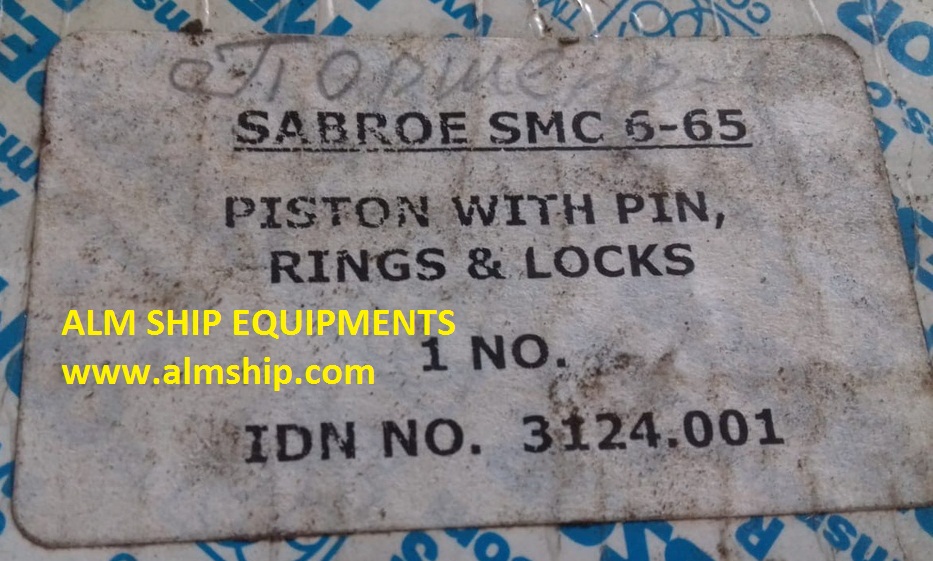 Поршень
SABROE SMC 6-65
PISTON WITH PIN,
RINGS & LOCKS
ALM SHIP EQUIPMENTS
1 NO.
www.almship.com
IDN NO. 3124.001